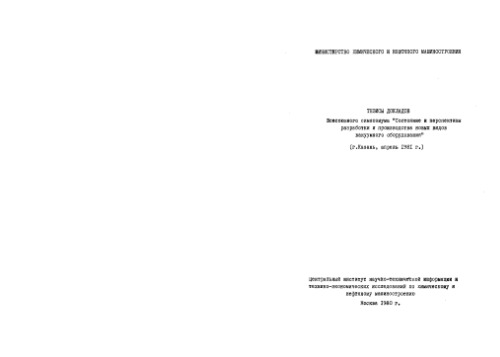 МИНИСТЕРСТВО ХИМИЧЕСКОГО И НЕФТЯНОГО МАШИНОСТРОЕНИЯ
ТЕЗИСЫ ДОКЛАДОВ
Всесоюзного симпозиума "Состояние и перспективы
разработки и производства новых видов
вакуумного оборудования"
(г.Казань, апрель 1981 г.)
Центральный институт научно-технической информации и
технико-экономических исследований по химическому и
нефтяному машиностроению
Москва 1980 г.